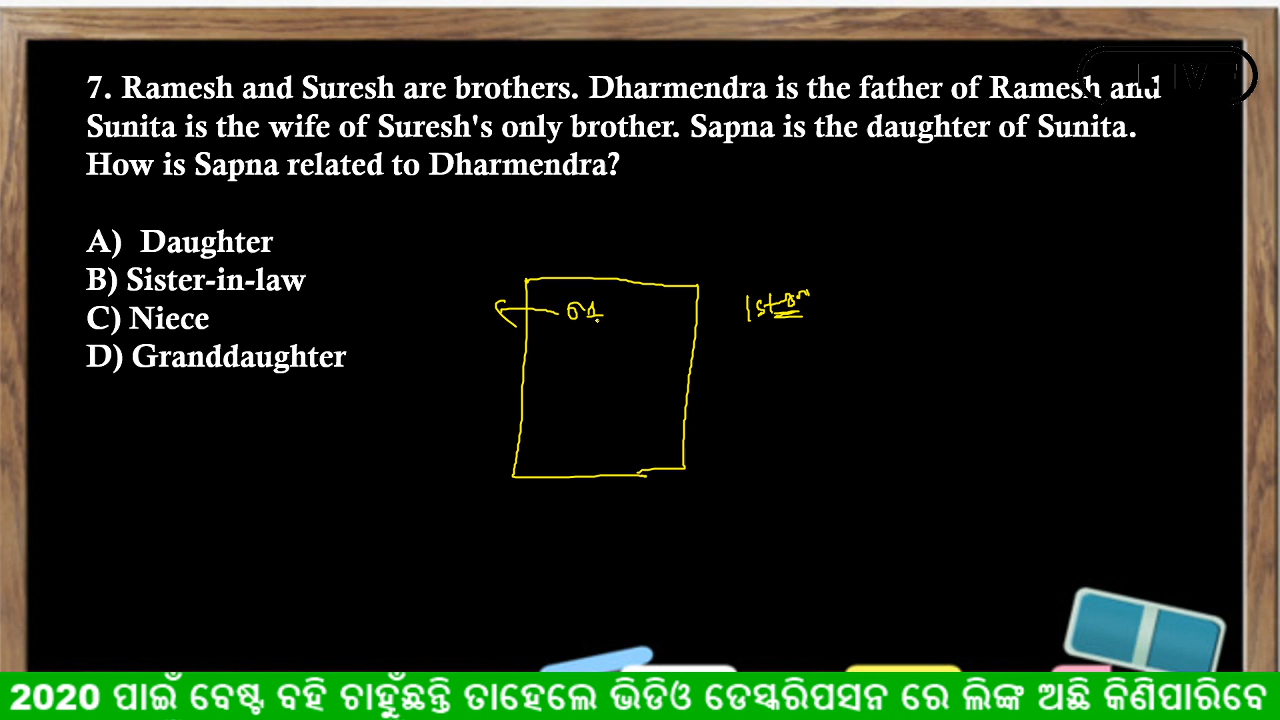 LIVE
7. Ramesh and Suresh are brothers. Dharmendra is the father of Ramesh and
Sunita is the wife of Suresh's only brother. Sapna is the daughter of Sunita.
How is Sapna related to Dharmendra?
A) Daughter
B) Sister-in-law
C) Niece
D) Granddaughter
2020 ପାଇଁ ବେଷ୍ଟ ବହି ଚାହୁଁଛନ୍ତି ତାହେଲେ ଭିଡିଓ ଡେସ୍କରିପସନ ରେ ଲିଙ୍କ ଅଛି କିଣିପାରିବେ